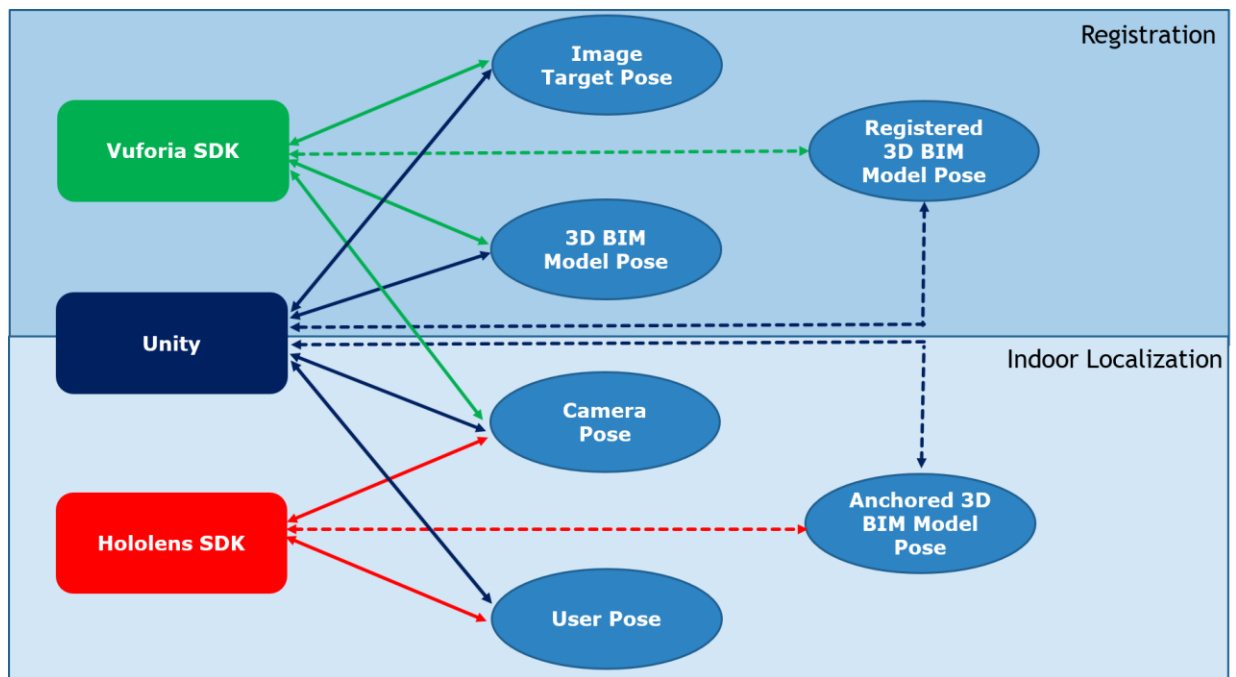 Registration
Image
Target Pose
Vuforia SDK
Registered
3D BIM
Model Pose
3D BIM
Model Pose
Unity
Indoor Localization
Camera
Pose
Hololens SDK
Anchored 3D
BIM Model
Pose
User Pose